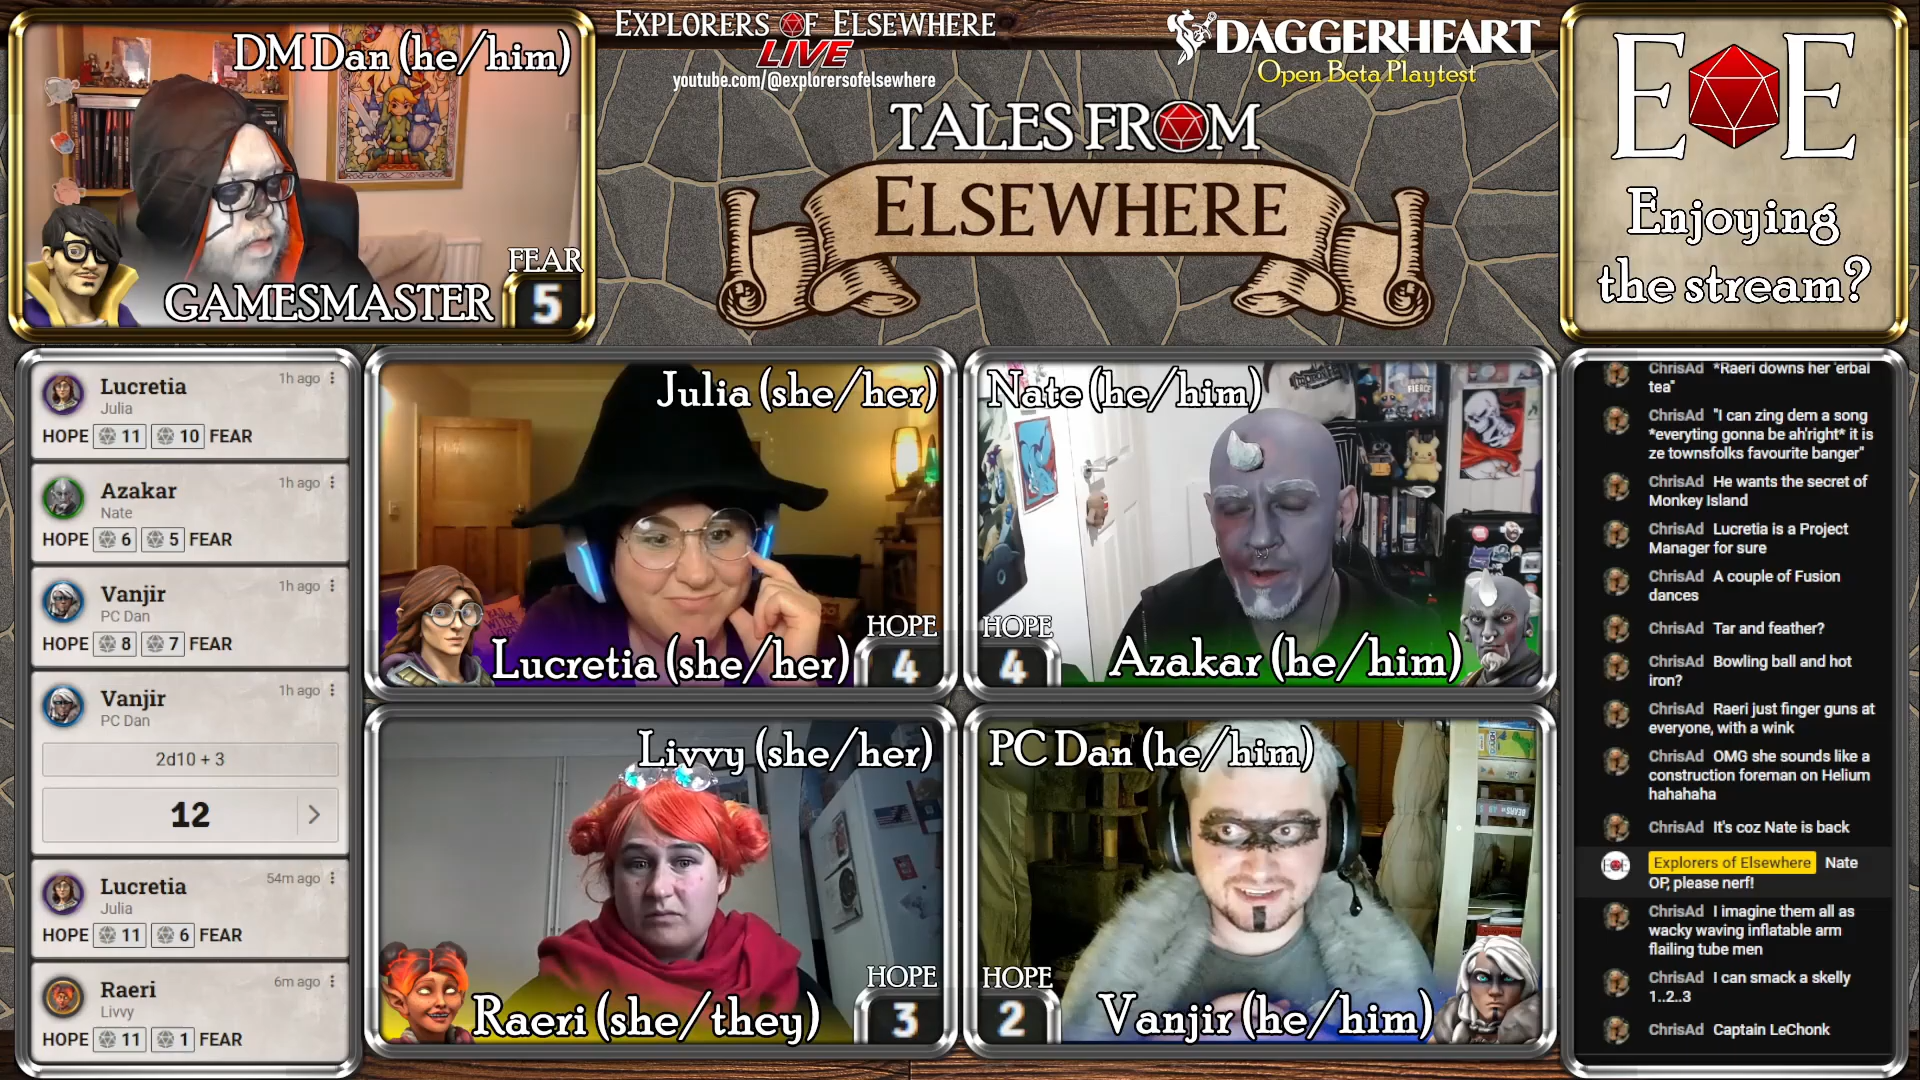 DM Dan (he/him)
FEAR
GAMESMASTER
5
EXPLORERS OF ELSEWHERE
LIVE
youtube.com/@explorersofelsewhere
DAGGERHEART
Open Beta Playtest
TALES FROM
ELSEWHERE
E E
Enjoying
the stream?
Lucretia
1h ago
Julia
HOPE 11 10 FEAR
Azakar
1h ago
Nate
HOPE 6 5 FEAR
Vanjir
1h ago
PC Dan
HOPE 8 7 FEAR
Vanjir
1h ago
PC Dan
2d10 + 3
12
Lucretia
54m ago
Julia
HOPE 11 6 FEAR
Raeri
6m ago
Livvy
HOPE 11 1 FEAR
Julia (she/her)
HOPE
Lucretia (she/her)
4
Nate (he/him)
HOPE
4
Azakar (he/him)
Livvy (she/her)
HOPE
Raeri (she/they)
3
PC Dan (he/him)
HOPE
2
Vanjir (he/him)
ChrisAd *Raeri downs her 'erbal
tea"
ChrisAd "I can zing dem a song
*everyting gonna be ah'right* it is
ze townsfolks favourite banger"
ChrisAd He wants the secret of
Monkey Island
ChrisAd Lucretia is a Project
Manager for sure
ChrisAd A couple of Fusion
dances
ChrisAd Tar and feather?
ChrisAd Bowling ball and hot
iron?
ChrisAd Raeri just finger guns at
everyone, with a wink
ChrisAd OMG she sounds like a
construction foreman on Helium
hahahaha
ChrisAd It's coz Nate is back
Explorers of Elsewhere Nate
OP, please nerf!
ChrisAd I imagine them all as
wacky waving inflatable arm
flailing tube men
ChrisAd I can smack a skelly
1..2..3
ChrisAd Captain LeChonk